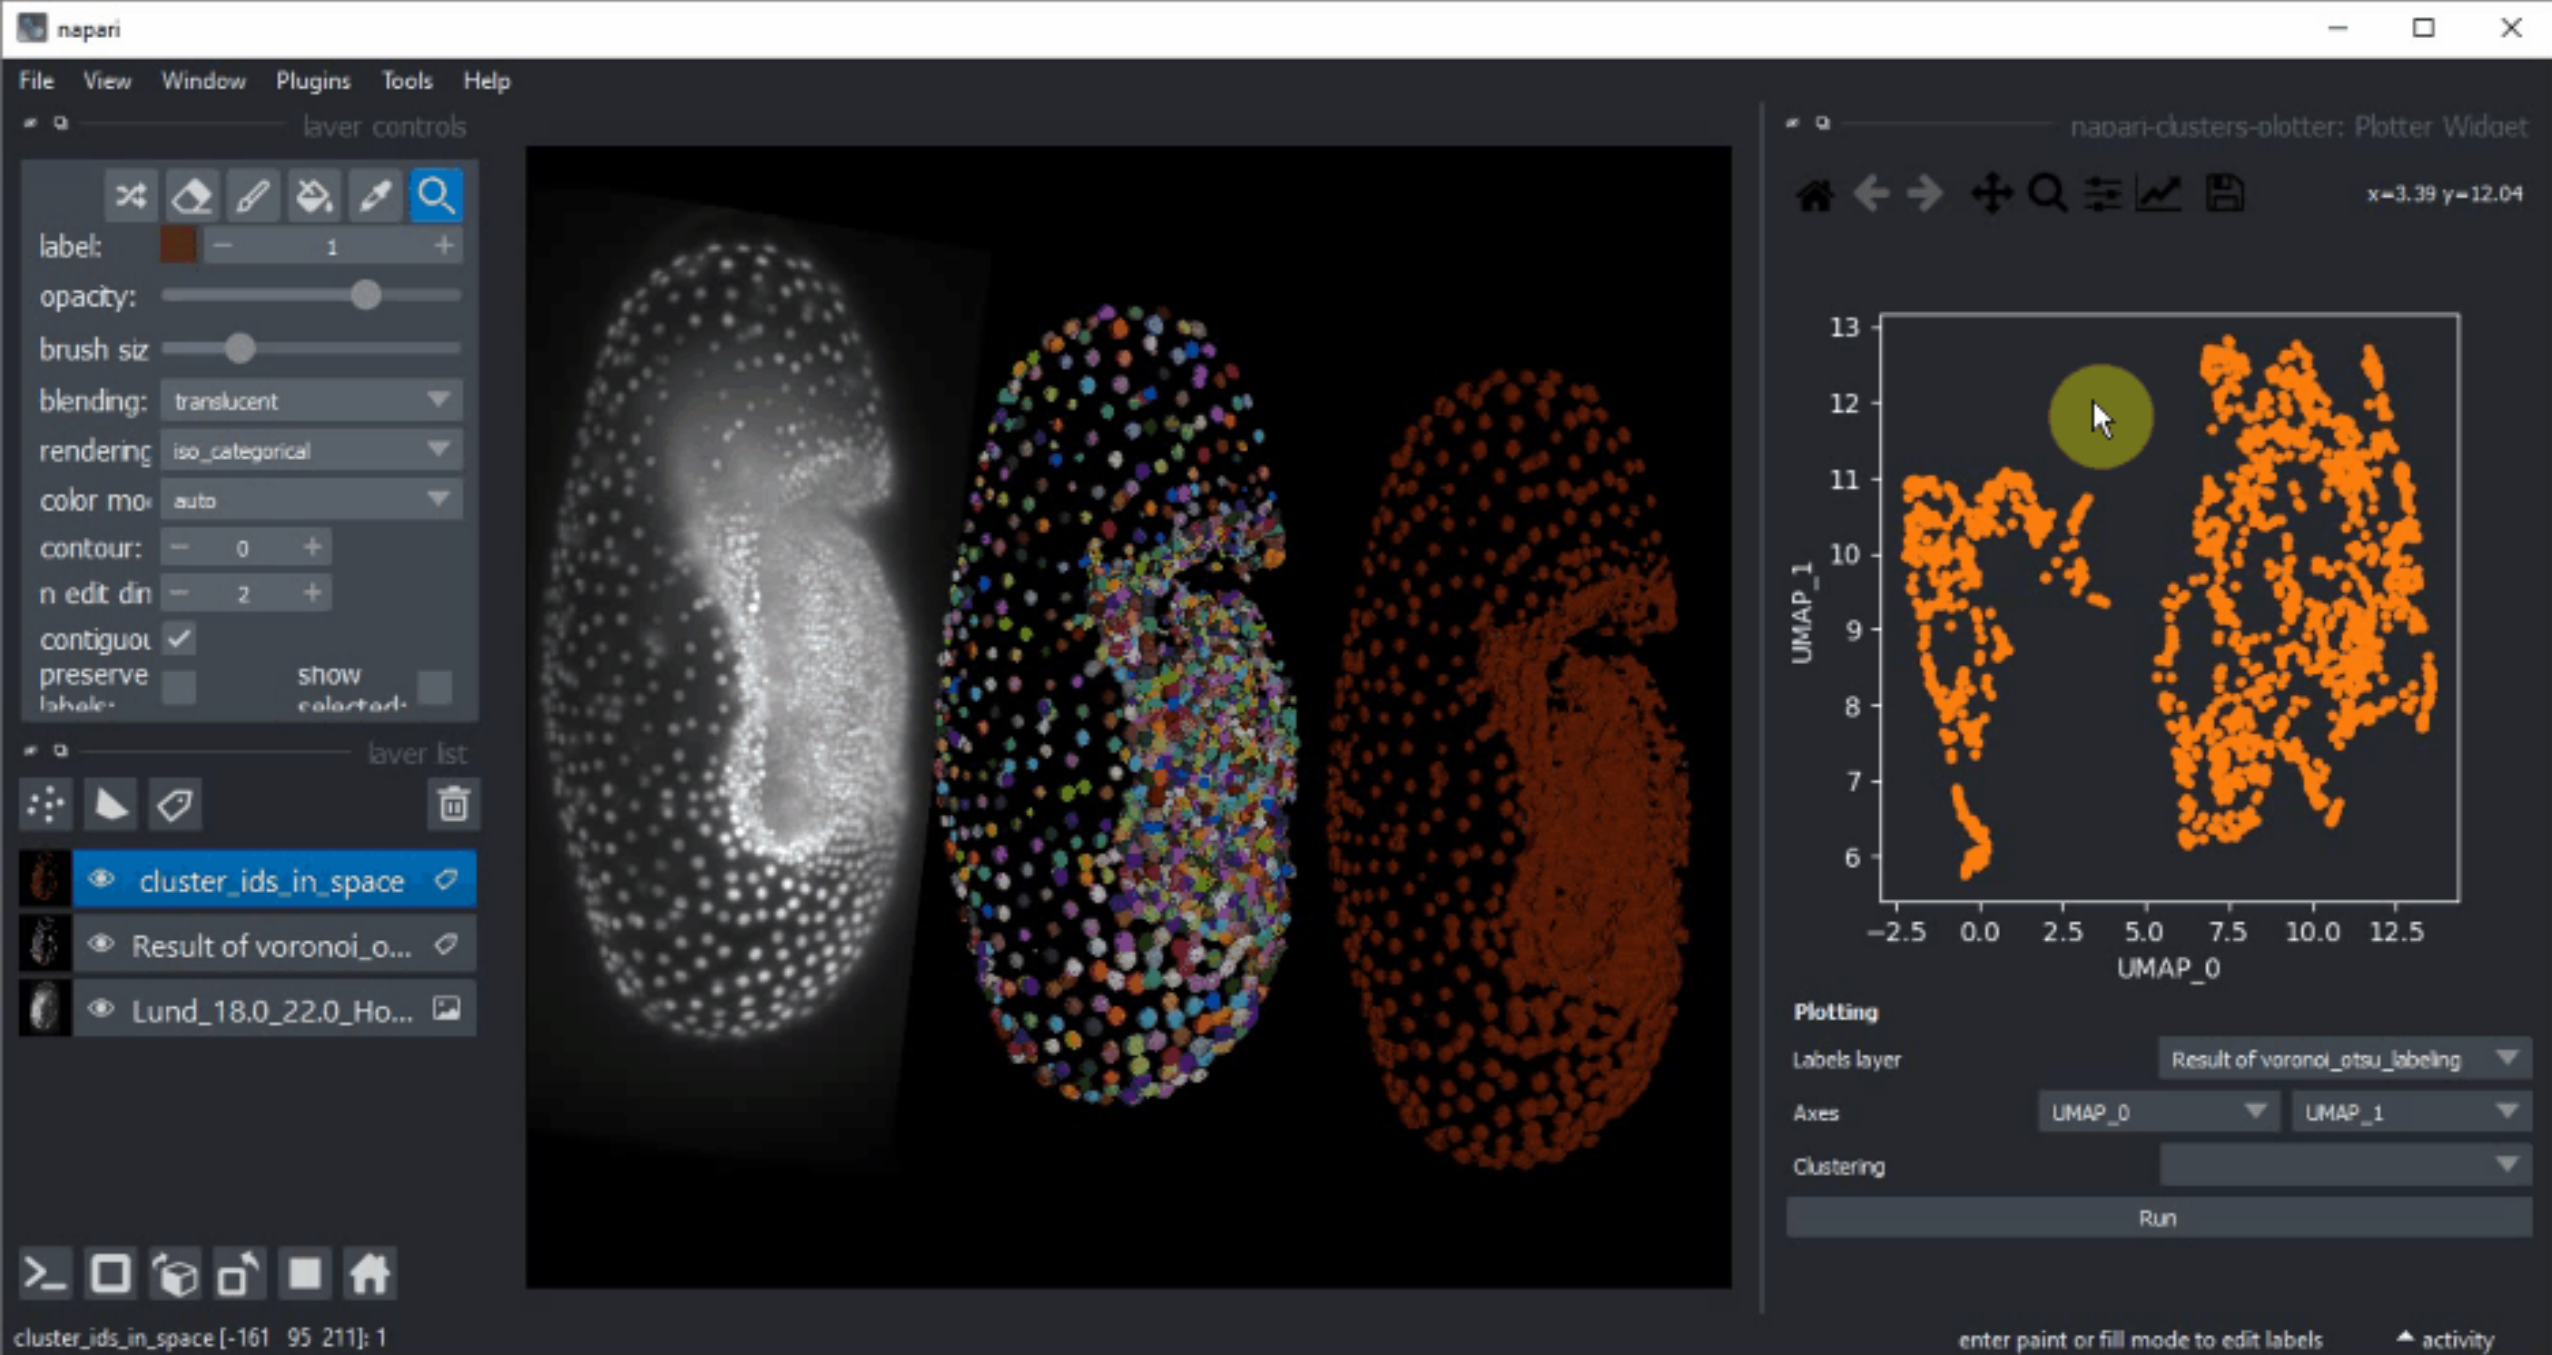 napari
File View Window Plugins Tools Help
layer controls
label: 1
opacity:
brush siz
blending: translucent
rendering iso_categorical
color mo auto
contour: 0
n edit din 2
contiguou
preserve labels: show selected:
layer list
cluster_ids_in_space
Result of voronoi_o...
Lund_18.0_22.0_Ho...
cluster_ids_in_space [-161 95 211]: 1
napari-clusters-plotter: Plotter Widget
x=3.39 y=12.04
13
12
11
10
9
8
7
6
UMAP_1
−2.5 0.0 2.5 5.0 7.5 10.0 12.5
UMAP_0
Plotting
Labels layer Result of voronoi_otsu_labeling
Axes UMAP_0 UMAP_1
Clustering
Run
enter paint or fill mode to edit labels activity